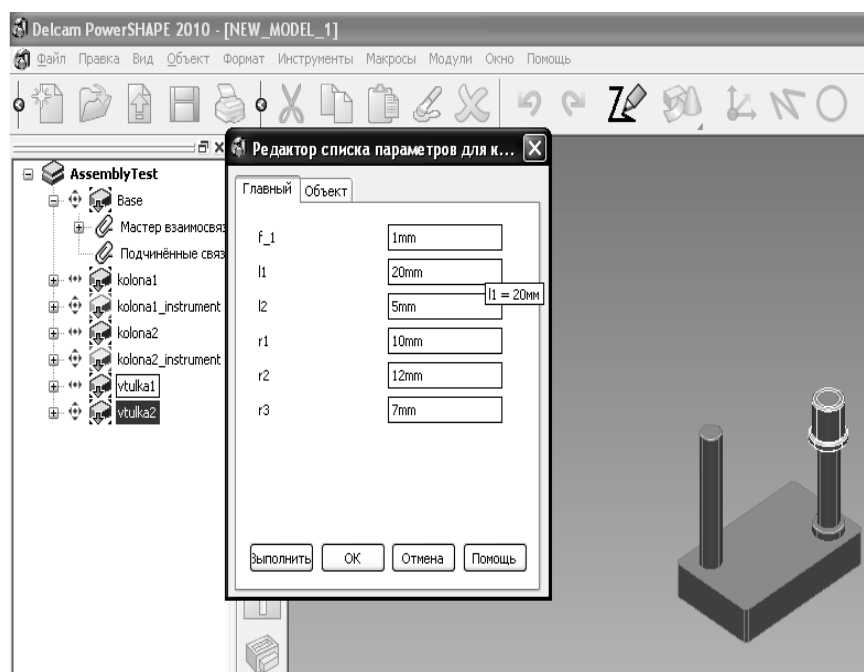 Delcam PowerSHAPE 2010 - [NEW_MODEL_1]
Файл Правка Вид Объект Формат Инструменты Макросы Модули Окно Помощь
Редактор списка параметров для к...
AssemblyTest
Base
Мастер взаимосвяз
Подчинённые связ
kolona1
kolona1_instrument
kolona2
kolona2_instrument
vtulka1
vtulka2
Главный Объект
f_1 1mm
l1 20mm
l1 = 20мм
l2 5mm
r1 10mm
r2 12mm
r3 7mm
Выполнить ОК Отмена Помощь